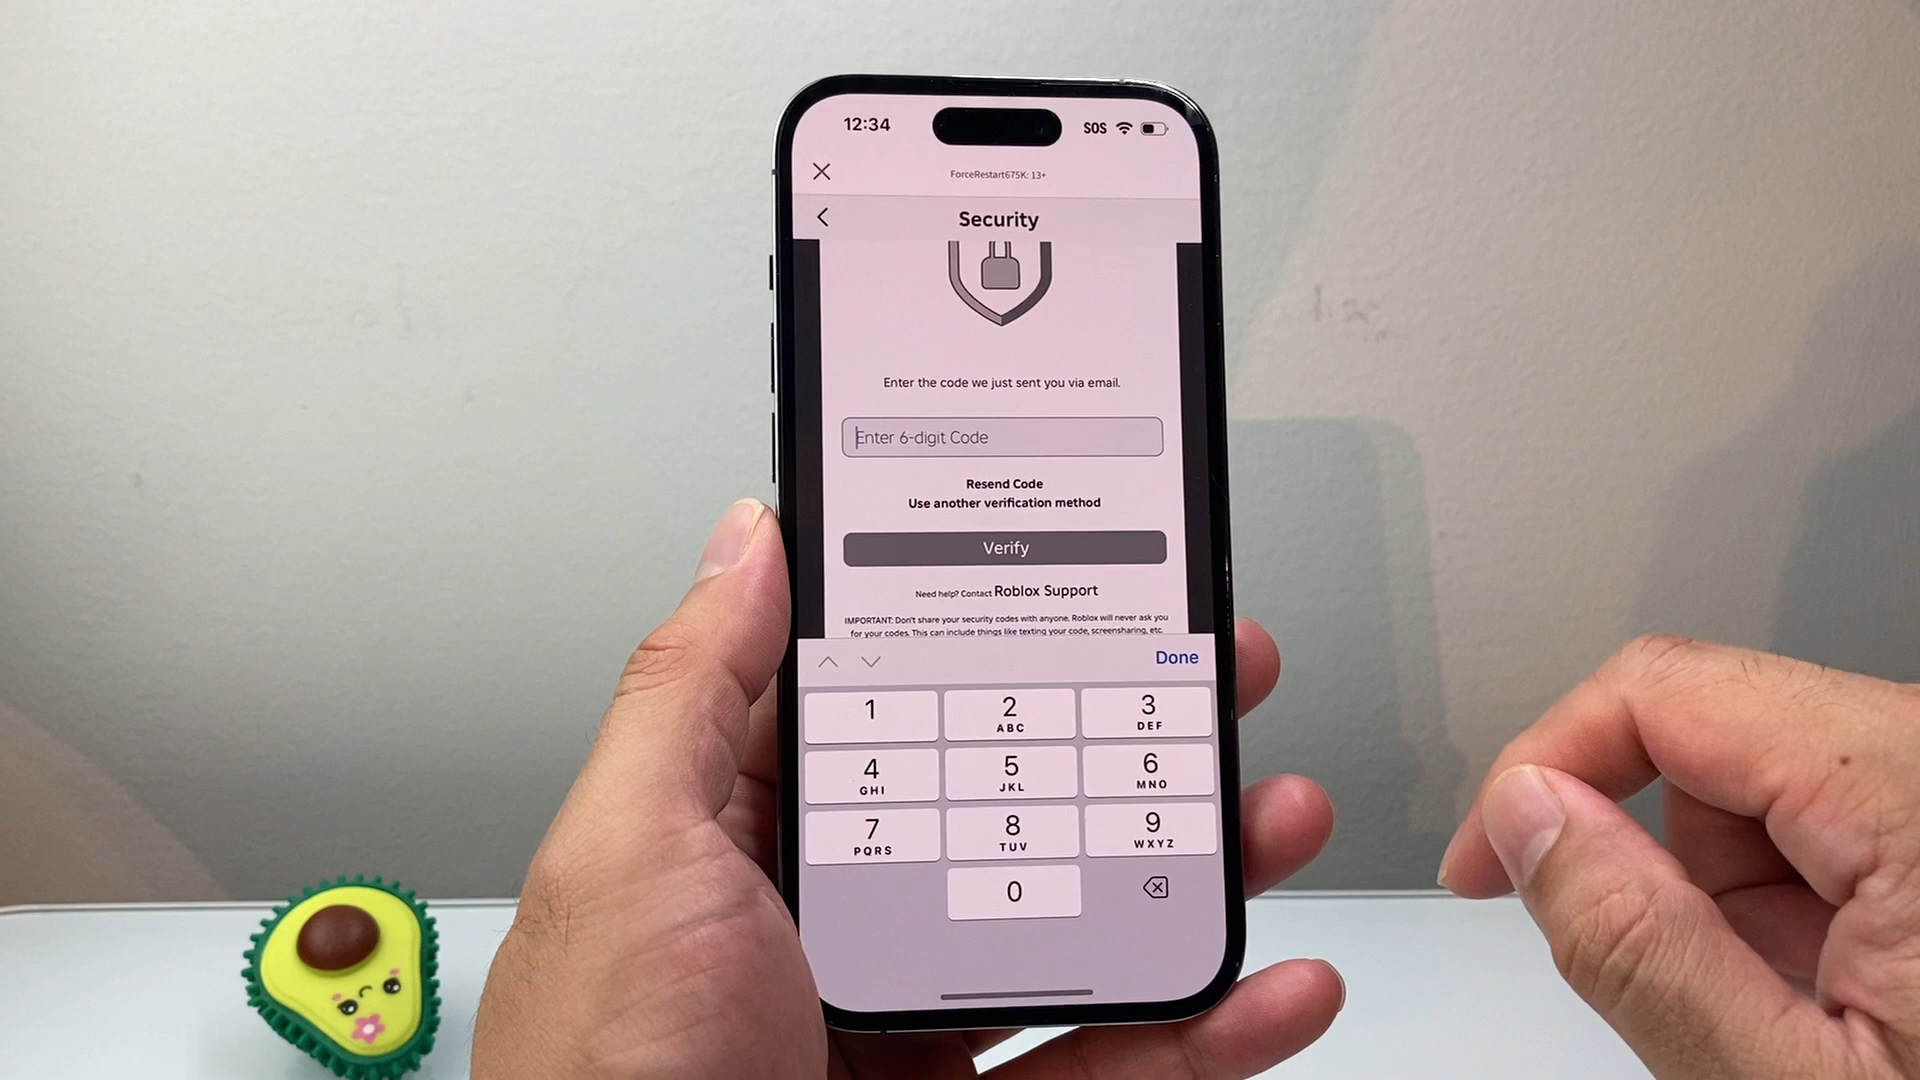 12:34
SOS
ForceRestart675K: 13+
Security
Enter the code we just sent you via email.
Enter 6-digit Code
Resend Code
Use another verification method
Verify
Need help? Contact Roblox Support
IMPORTANT: Don't share your security codes with anyone. Roblox will never ask you
for your codes. This can include things like texting your code, screensharing, etc.
Done
1
2
ABC
3
DEF
4
GHI
5
JKL
6
MNO
7
PQRS
8
TUV
9
WXYZ
0